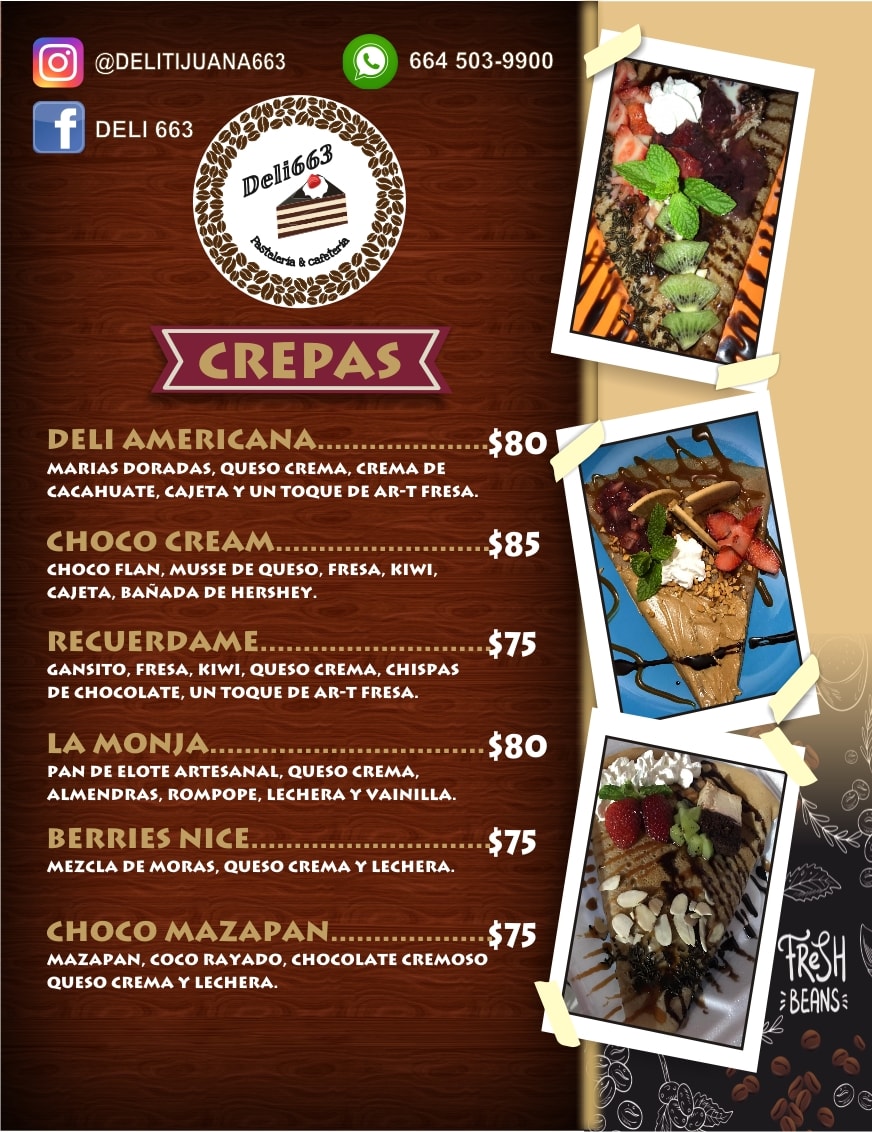 @DELITIJUANA663
664 503-9900
DELI 663
Deli663
Pastelería & cafetería
CREPAS
DELI AMERICANA.........................$80
MARIAS DORADAS, QUESO CREMA, CREMA DE
CACAHUATE, CAJETA Y UN TOQUE DE AR-T FRESA.
CHOCO CREAM...............................$85
CHOCO FLAN, MUSSE DE QUESO, FRESA, KIWI,
CAJETA, BAÑADA DE HERSHEY.
RECUERDAME.................................$75
GANSITO, FRESA, KIWI, QUESO CREMA, CHISPAS
DE CHOCOLATE, UN TOQUE DE AR-T FRESA.
LA MONJA........................................$80
PAN DE ELOTE ARTESANAL, QUESO CREMA,
ALMENDRAS, ROMPOPE, LECHERA Y VAINILLA.
BERRIES NICE..................................$75
MEZCLA DE MORAS, QUESO CREMA Y LECHERA.
CHOCO MAZAPAN.......................$75
MAZAPAN, COCO RAYADO, CHOCOLATE CREMOSO
QUESO CREMA Y LECHERA.
FReSH
BEANS